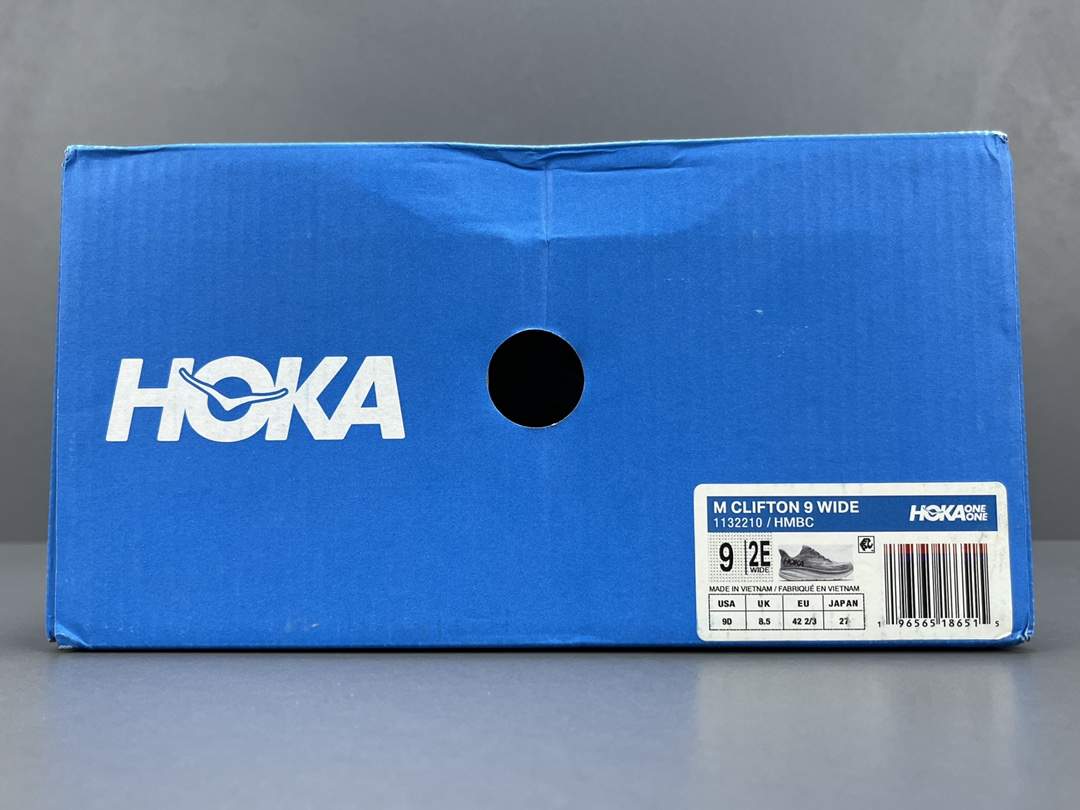 HOKA
M CLIFTON 9 WIDE
HOKA ONE ONE
1132210 / HMBC
9 2E WIDE
HOKA
MADE IN VIETNAM / FABRIQUÉ EN VIETNAM
USA UK EU JAPAN
9D 8.5 42 2/3 27
1 96565 18651 5